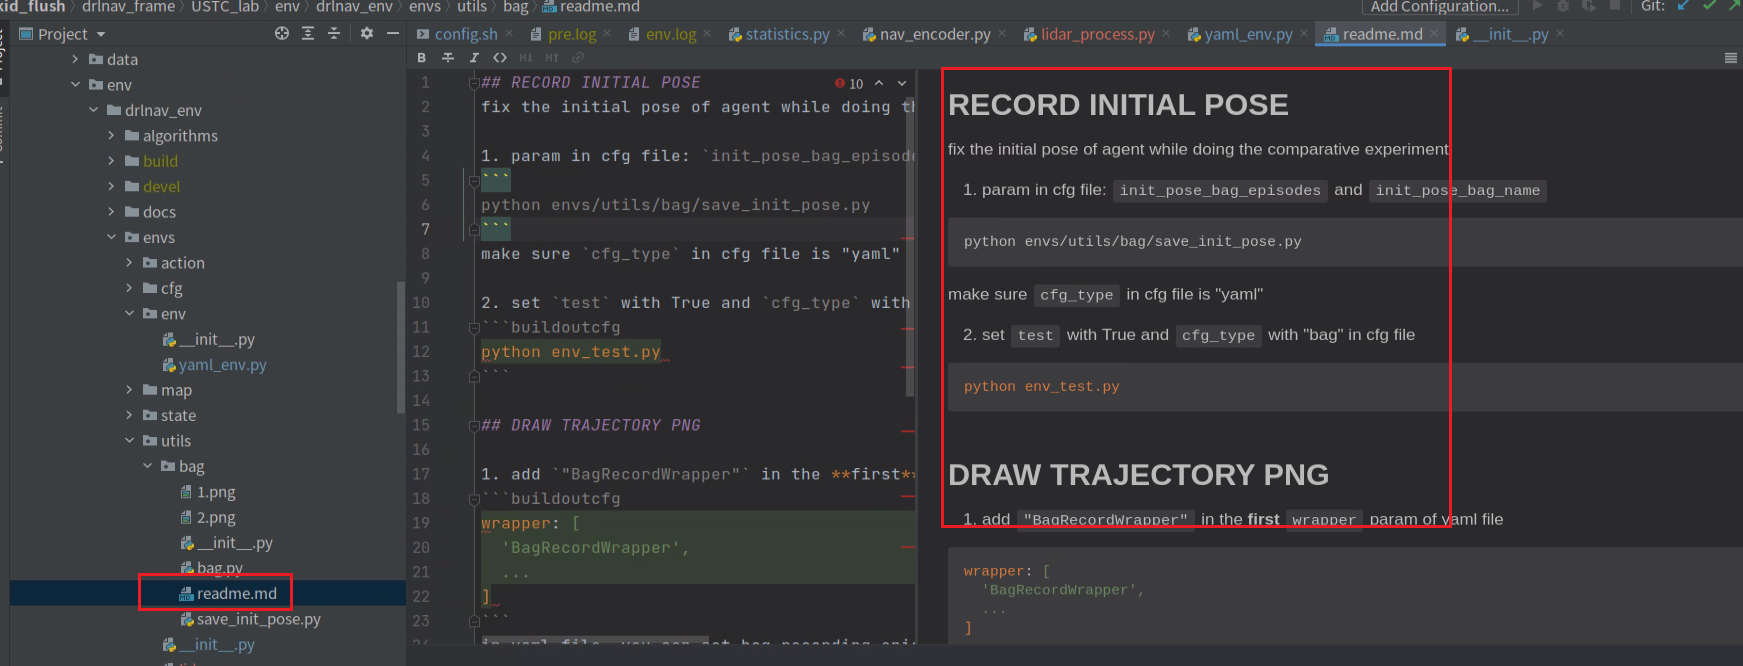 kid_flush › drlnav_frame › USTC_lab › env › drlnav_env › envs › utils › bag › readme.md
Add Configuration...
Git:
Project
config.sh
pre.log
env.log
statistics.py
nav_encoder.py
lidar_process.py
yaml_env.py
readme.md
__init__.py
data
env
drlnav_env
algorithms
build
devel
docs
envs
action
cfg
env
__init__.py
yaml_env.py
map
state
utils
bag
1.png
2.png
__init__.py
bag.py
readme.md
save_init_pose.py
__init__.py
B I <> H↓ H↑
10
1 ## RECORD INITIAL POSE
2 fix the initial pose of agent while doing th
3
4 1. param in cfg file: `init_pose_bag_episode
5 ```
6 python envs/utils/bag/save_init_pose.py
7 ```
8 make sure `cfg_type` in cfg file is "yaml"
9
10 2. set `test` with True and `cfg_type` with
11 ```buildoutcfg
12 python env_test.py
13 ```
14
15 ## DRAW TRAJECTORY PNG
16
17 1. add `"BagRecordWrapper"` in the **first**
18 ```buildoutcfg
19 wrapper: [
20 'BagRecordWrapper',
21 ...
22 ]
23 ```
RECORD INITIAL POSE
fix the initial pose of agent while doing the comparative experiment
1. param in cfg file: init_pose_bag_episodes and init_pose_bag_name
python envs/utils/bag/save_init_pose.py
make sure cfg_type in cfg file is "yaml"
2. set test with True and cfg_type with "bag" in cfg file
python env_test.py
DRAW TRAJECTORY PNG
1. add "BagRecordWrapper" in the first wrapper param of yaml file
wrapper: [
'BagRecordWrapper',
...
]